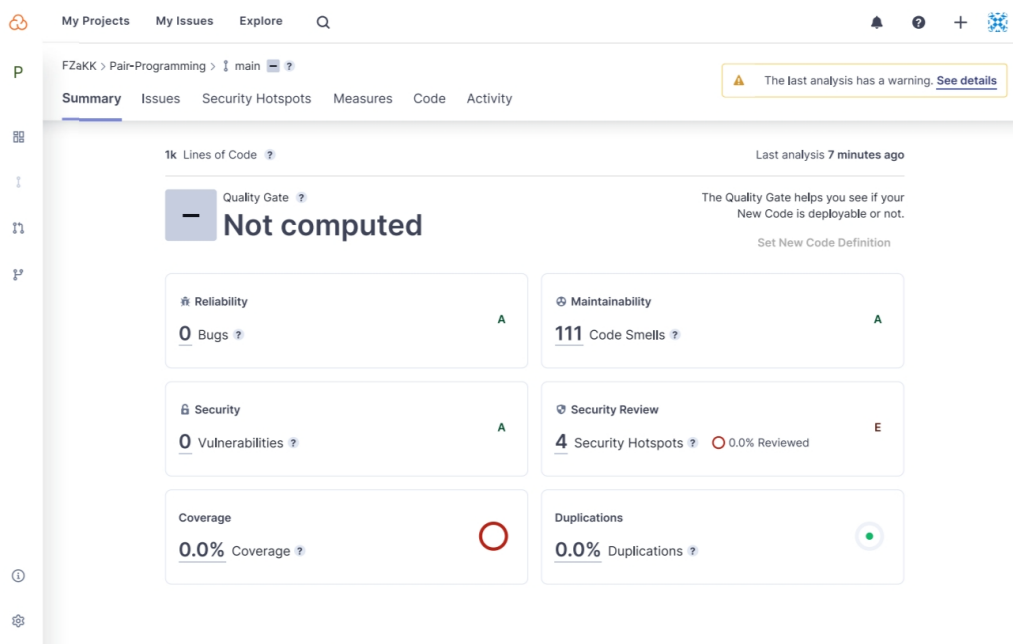 My Projects My Issues Explore
P
FZaKK > Pair-Programming > main ?
The last analysis has a warning. See details
Summary Issues Security Hotspots Measures Code Activity
1k Lines of Code ?
Last analysis 7 minutes ago
Quality Gate ?
Not computed
The Quality Gate helps you see if your
New Code is deployable or not.
Set New Code Definition
Reliability
0 Bugs ?
A
Maintainability
111 Code Smells ?
A
Security
0 Vulnerabilities ?
A
Security Review
4 Security Hotspots ? 0.0% Reviewed
E
Coverage
0.0% Coverage ?
Duplications
0.0% Duplications ?